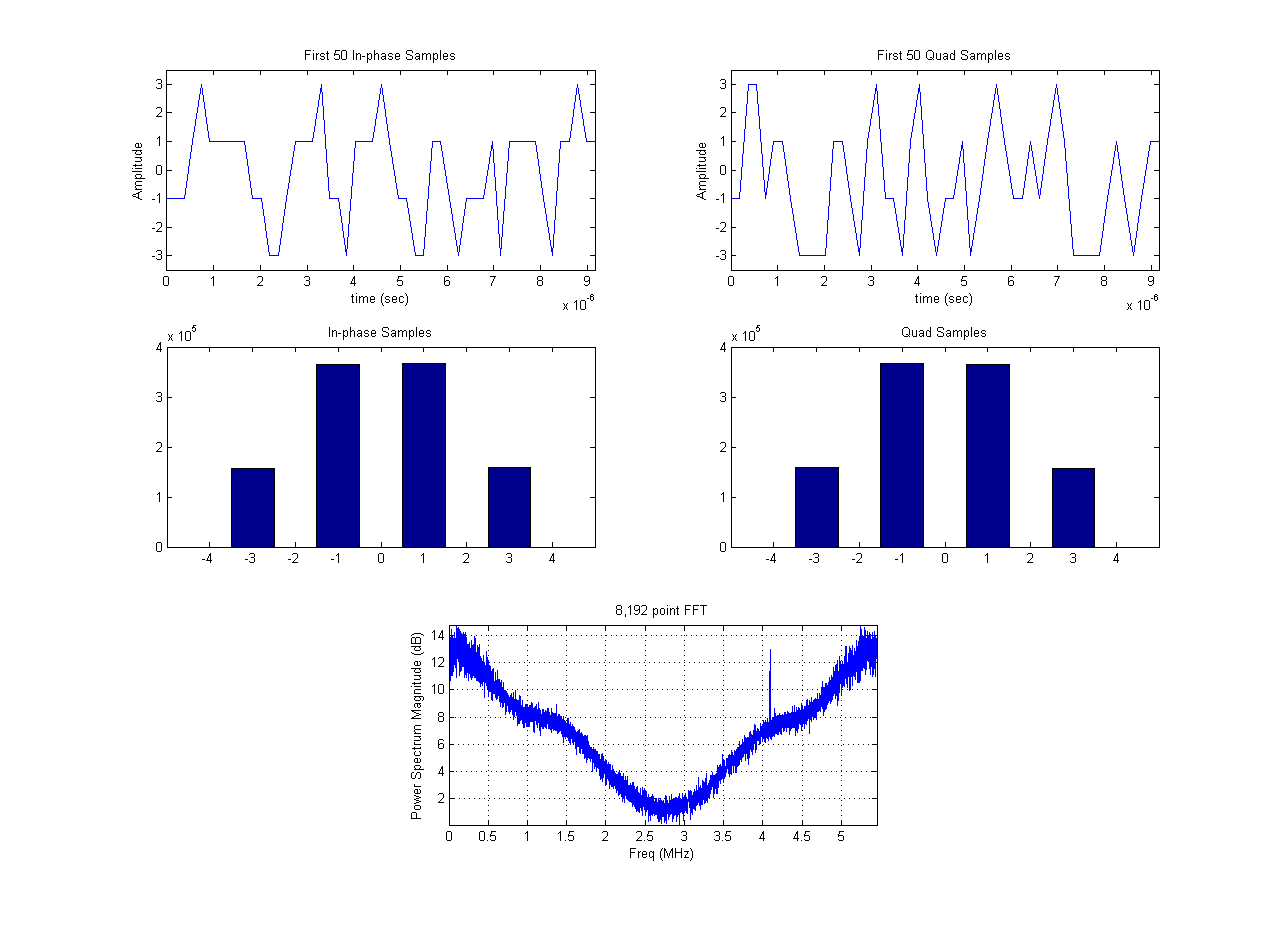 First 50 In-phase Samples
3
2
1
0
-1
-2
-3
Amplitude
0 1 2 3 4 5 6 7 8 9
time (sec)
x 10^-6
First 50 Quad Samples
3
2
1
0
-1
-2
-3
Amplitude
0 1 2 3 4 5 6 7 8 9
time (sec)
x 10^-6
In-phase Samples
x 10^5
4
3
2
1
0
-4 -3 -2 -1 0 1 2 3 4
Quad Samples
x 10^5
4
3
2
1
0
-4 -3 -2 -1 0 1 2 3 4
8,192 point FFT
14
12
10
8
6
4
2
Power Spectrum Magnitude (dB)
0 0.5 1 1.5 2 2.5 3 3.5 4 4.5 5
Freq (MHz)